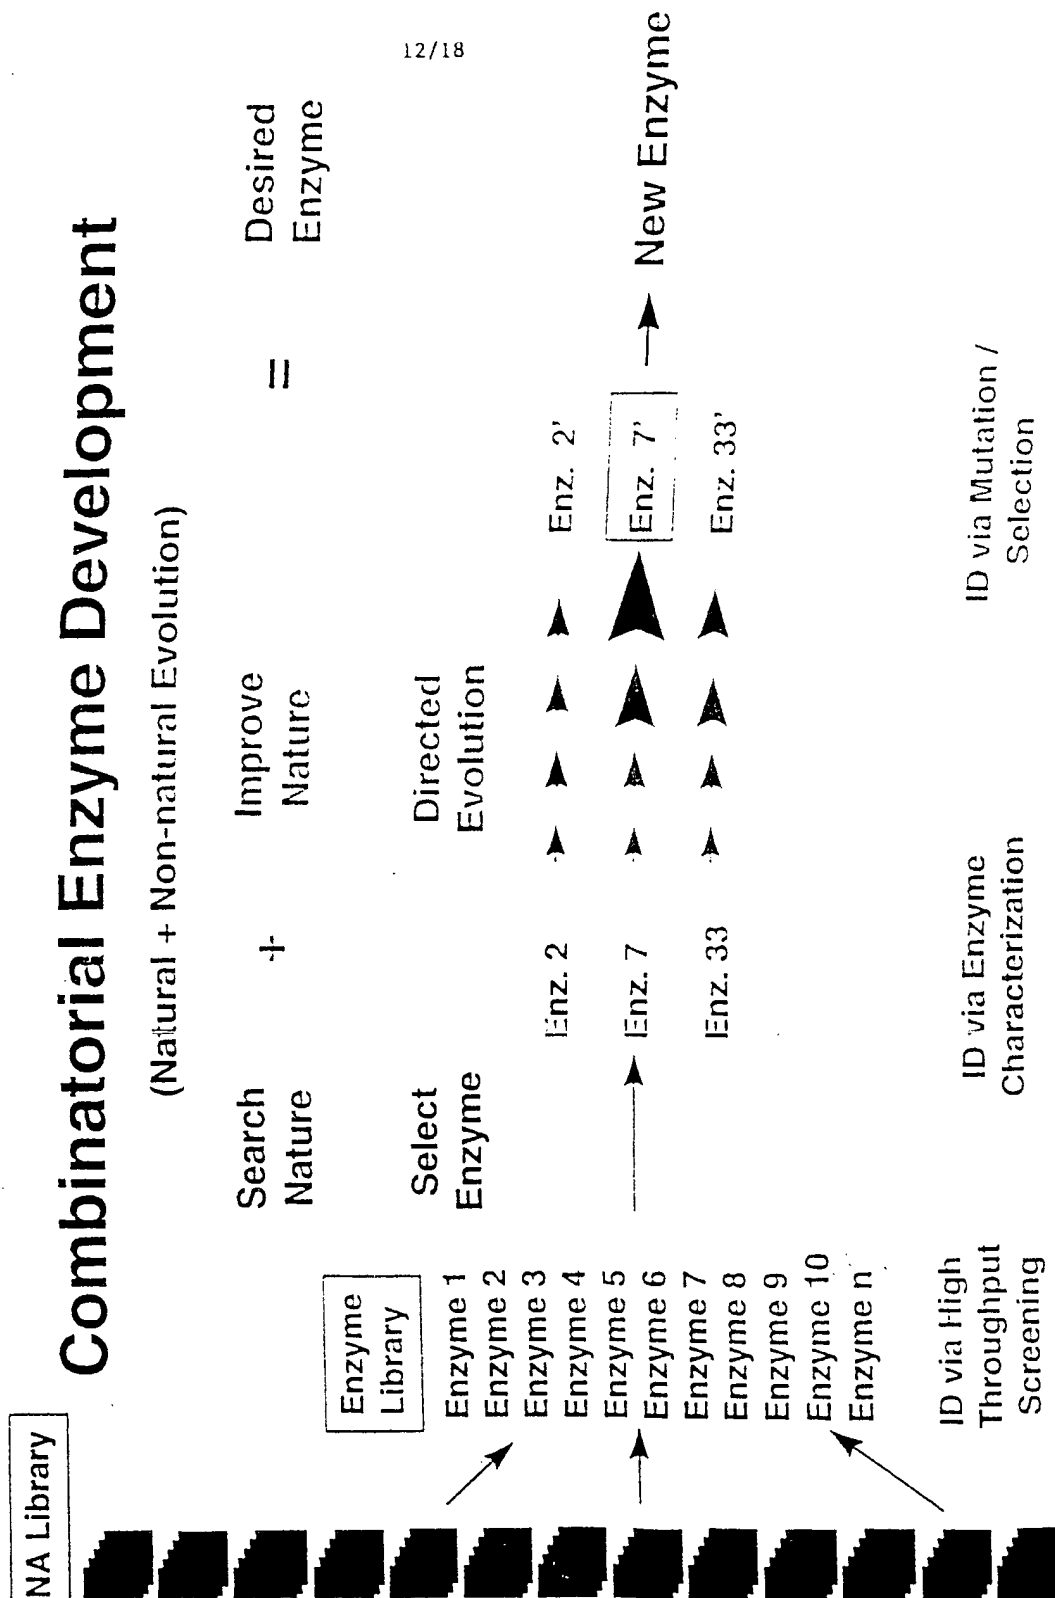 12/18
NA Library
Combinatorial Enzyme Development
(Natural + Non-natural Evolution)
Search
Nature
+
Improve
Nature
=
Desired
Enzyme
Enzyme
Library
Select
Enzyme
Directed
Evolution
Enzyme 1
Enzyme 2
Enzyme 3
Enzyme 4
Enzyme 5
Enzyme 6
Enzyme 7
Enzyme 8
Enzyme 9
Enzyme 10
Enzyme n
Enz. 2
Enz. 7
Enz. 33
Enz. 2'
Enz. 7'
Enz. 33'
New Enzyme
ID via High
Throughput
Screening
ID via Enzyme
Characterization
ID via Mutation /
Selection